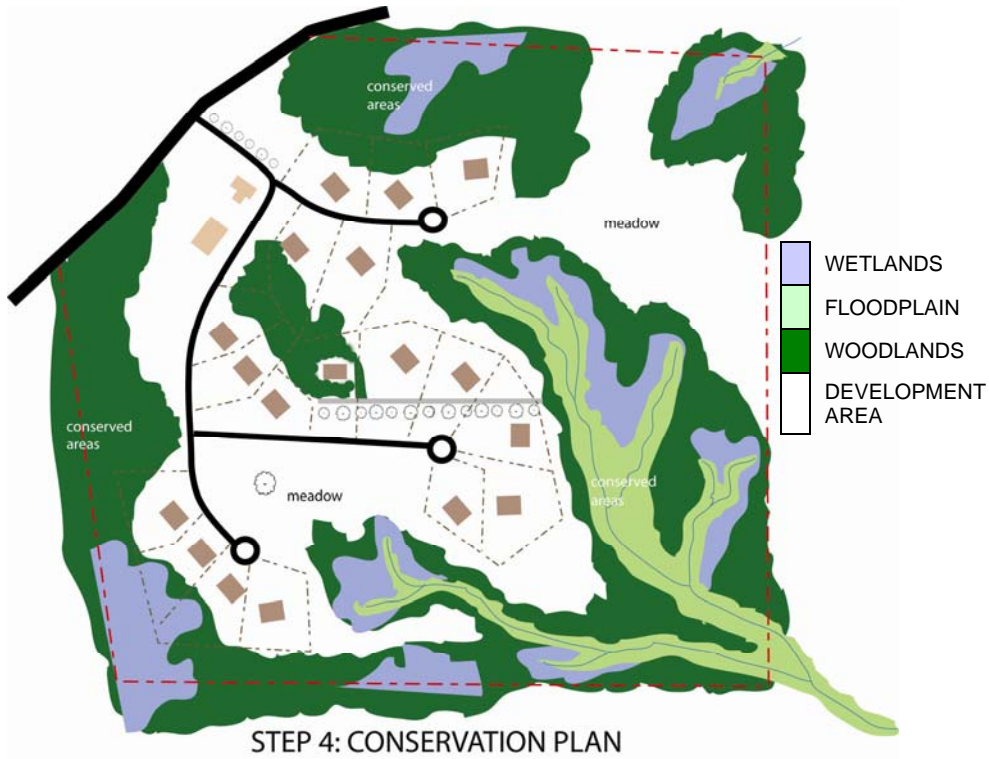 conserved
areas
meadow
WETLANDS
FLOODPLAIN
WOODLANDS
DEVELOPMENT
AREA
conserved
areas
conserved
areas
meadow
STEP 4: CONSERVATION PLAN